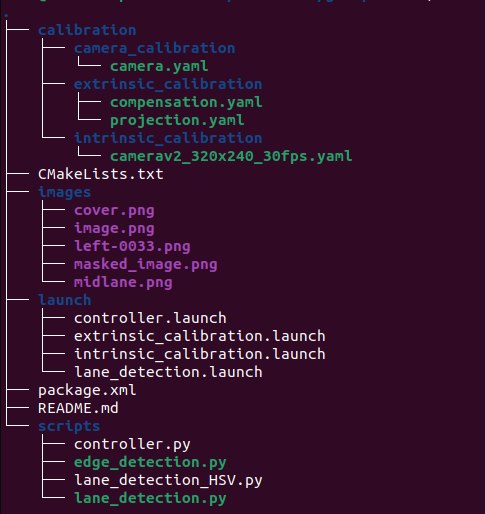 .
├── calibration
│   ├── camera_calibration
│   │   └── camera.yaml
│   ├── extrinsic_calibration
│   │   ├── compensation.yaml
│   │   └── projection.yaml
│   └── intrinsic_calibration
│       └── camerav2_320x240_30fps.yaml
├── CMakeLists.txt
├── images
│   ├── cover.png
│   ├── image.png
│   ├── left-0033.png
│   ├── masked_image.png
│   └── midlane.png
├── launch
│   ├── controller.launch
│   ├── extrinsic_calibration.launch
│   ├── intrinsic_calibration.launch
│   └── lane_detection.launch
├── package.xml
├── README.md
└── scripts
    ├── controller.py
    ├── edge_detection.py
    ├── lane_detection_HSV.py
    └── lane_detection.py